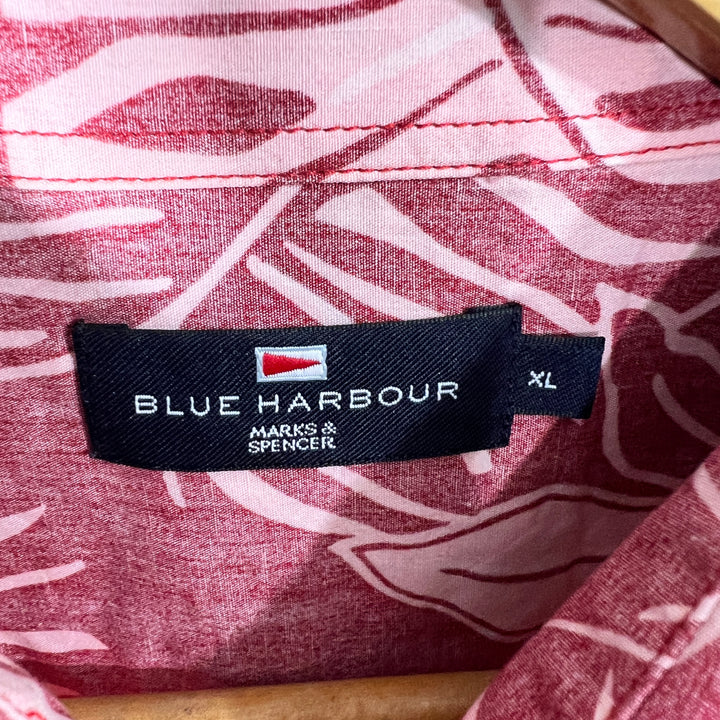 BLUE HARBOUR
MARKS &
SPENCER
XL